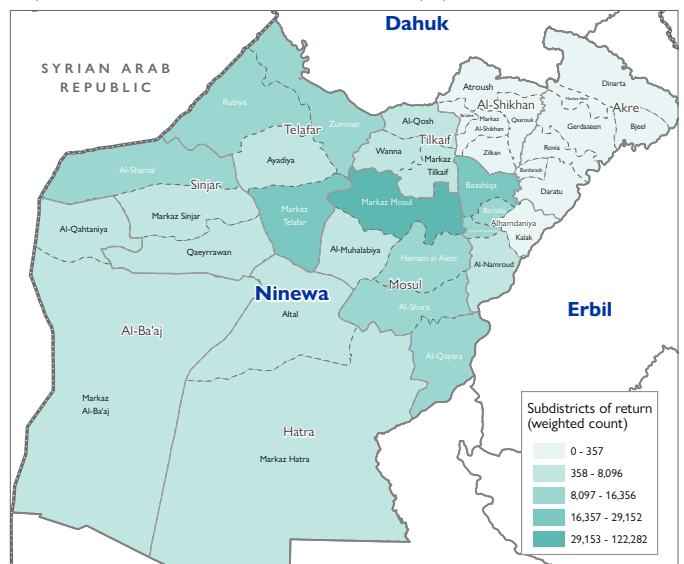 Dahuk
SYRIAN ARAB
REPUBLIC
Atroush
Dinarta
Al-Shikhan
Akre
Rubiya
Zummar
Al-Qosh
Markaz
Al-Shikhan
Qasrouk
Gerdaseen
Bjeel
Telafar
Tilkaif
Wanna
Zilkan
Rovia
Ayadiya
Markaz
Tilkaif
Bardarash
Al-Shamal
Sinjar
Baashiqa
Daratu
Markaz Mosul
Markaz
Telafar
Bartalla
Markaz Sinjar
Alhamdaniya
Al-Qahtaniya
Kalak
Qaeyrrawan
Al-Muhalabiya
Hamam al Aleel
Al-Namroud
Mosul
Ninewa
Al-Shura
Erbil
Altal
Al-Ba'aj
Al-Qayara
Markaz
Al-Ba'aj
Hatra
Markaz Hatra
Subdistricts of return
(weighted count)
0 - 357
358 - 8,096
8,097 - 16,356
16,357 - 29,152
29,153 - 122,282